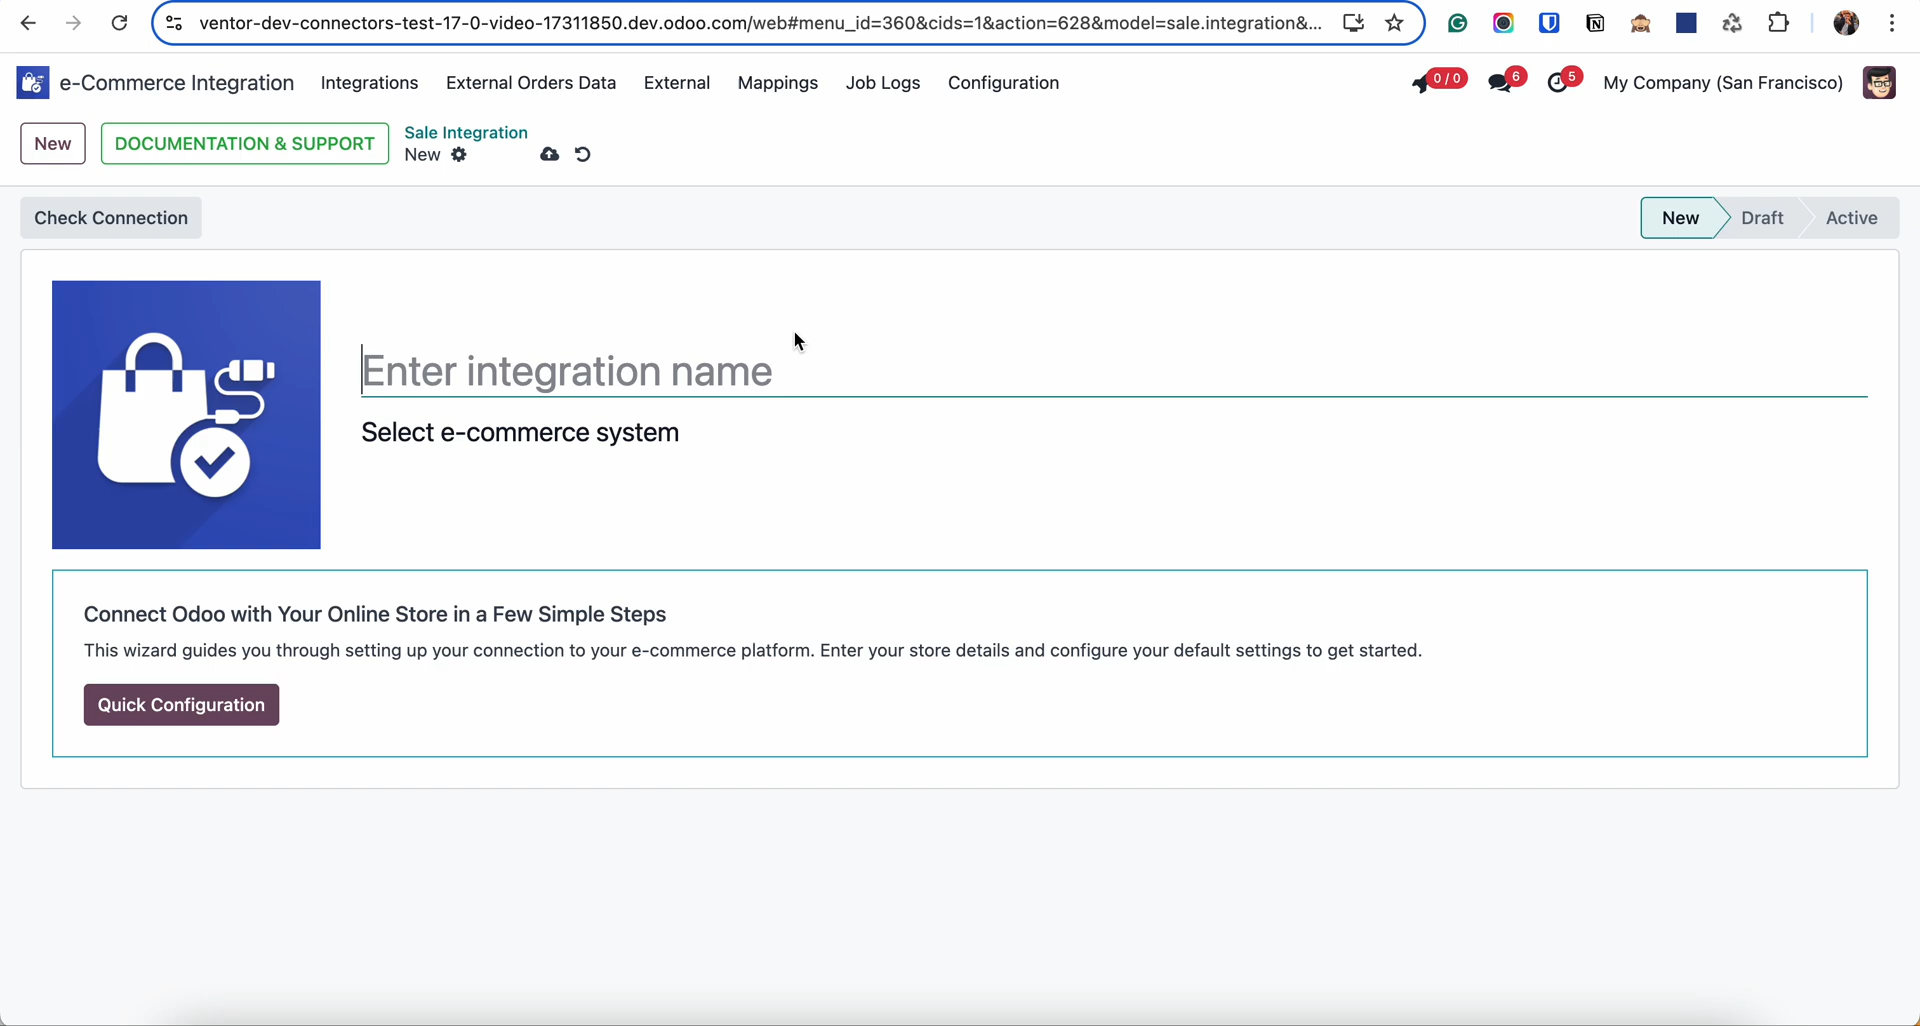 ventor-dev-connectors-test-17-0-video-17311850.dev.odoo.com/web#menu_id=360&cids=1&action=628&model=sale.integration&...
e-Commerce Integration Integrations External Orders Data External Mappings Job Logs Configuration 0 / 0 6 5 My Company (San Francisco)
New DOCUMENTATION & SUPPORT Sale Integration
New
Check Connection New Draft Active
Enter integration name
Select e-commerce system
Connect Odoo with Your Online Store in a Few Simple Steps
This wizard guides you through setting up your connection to your e-commerce platform. Enter your store details and configure your default settings to get started.
Quick Configuration